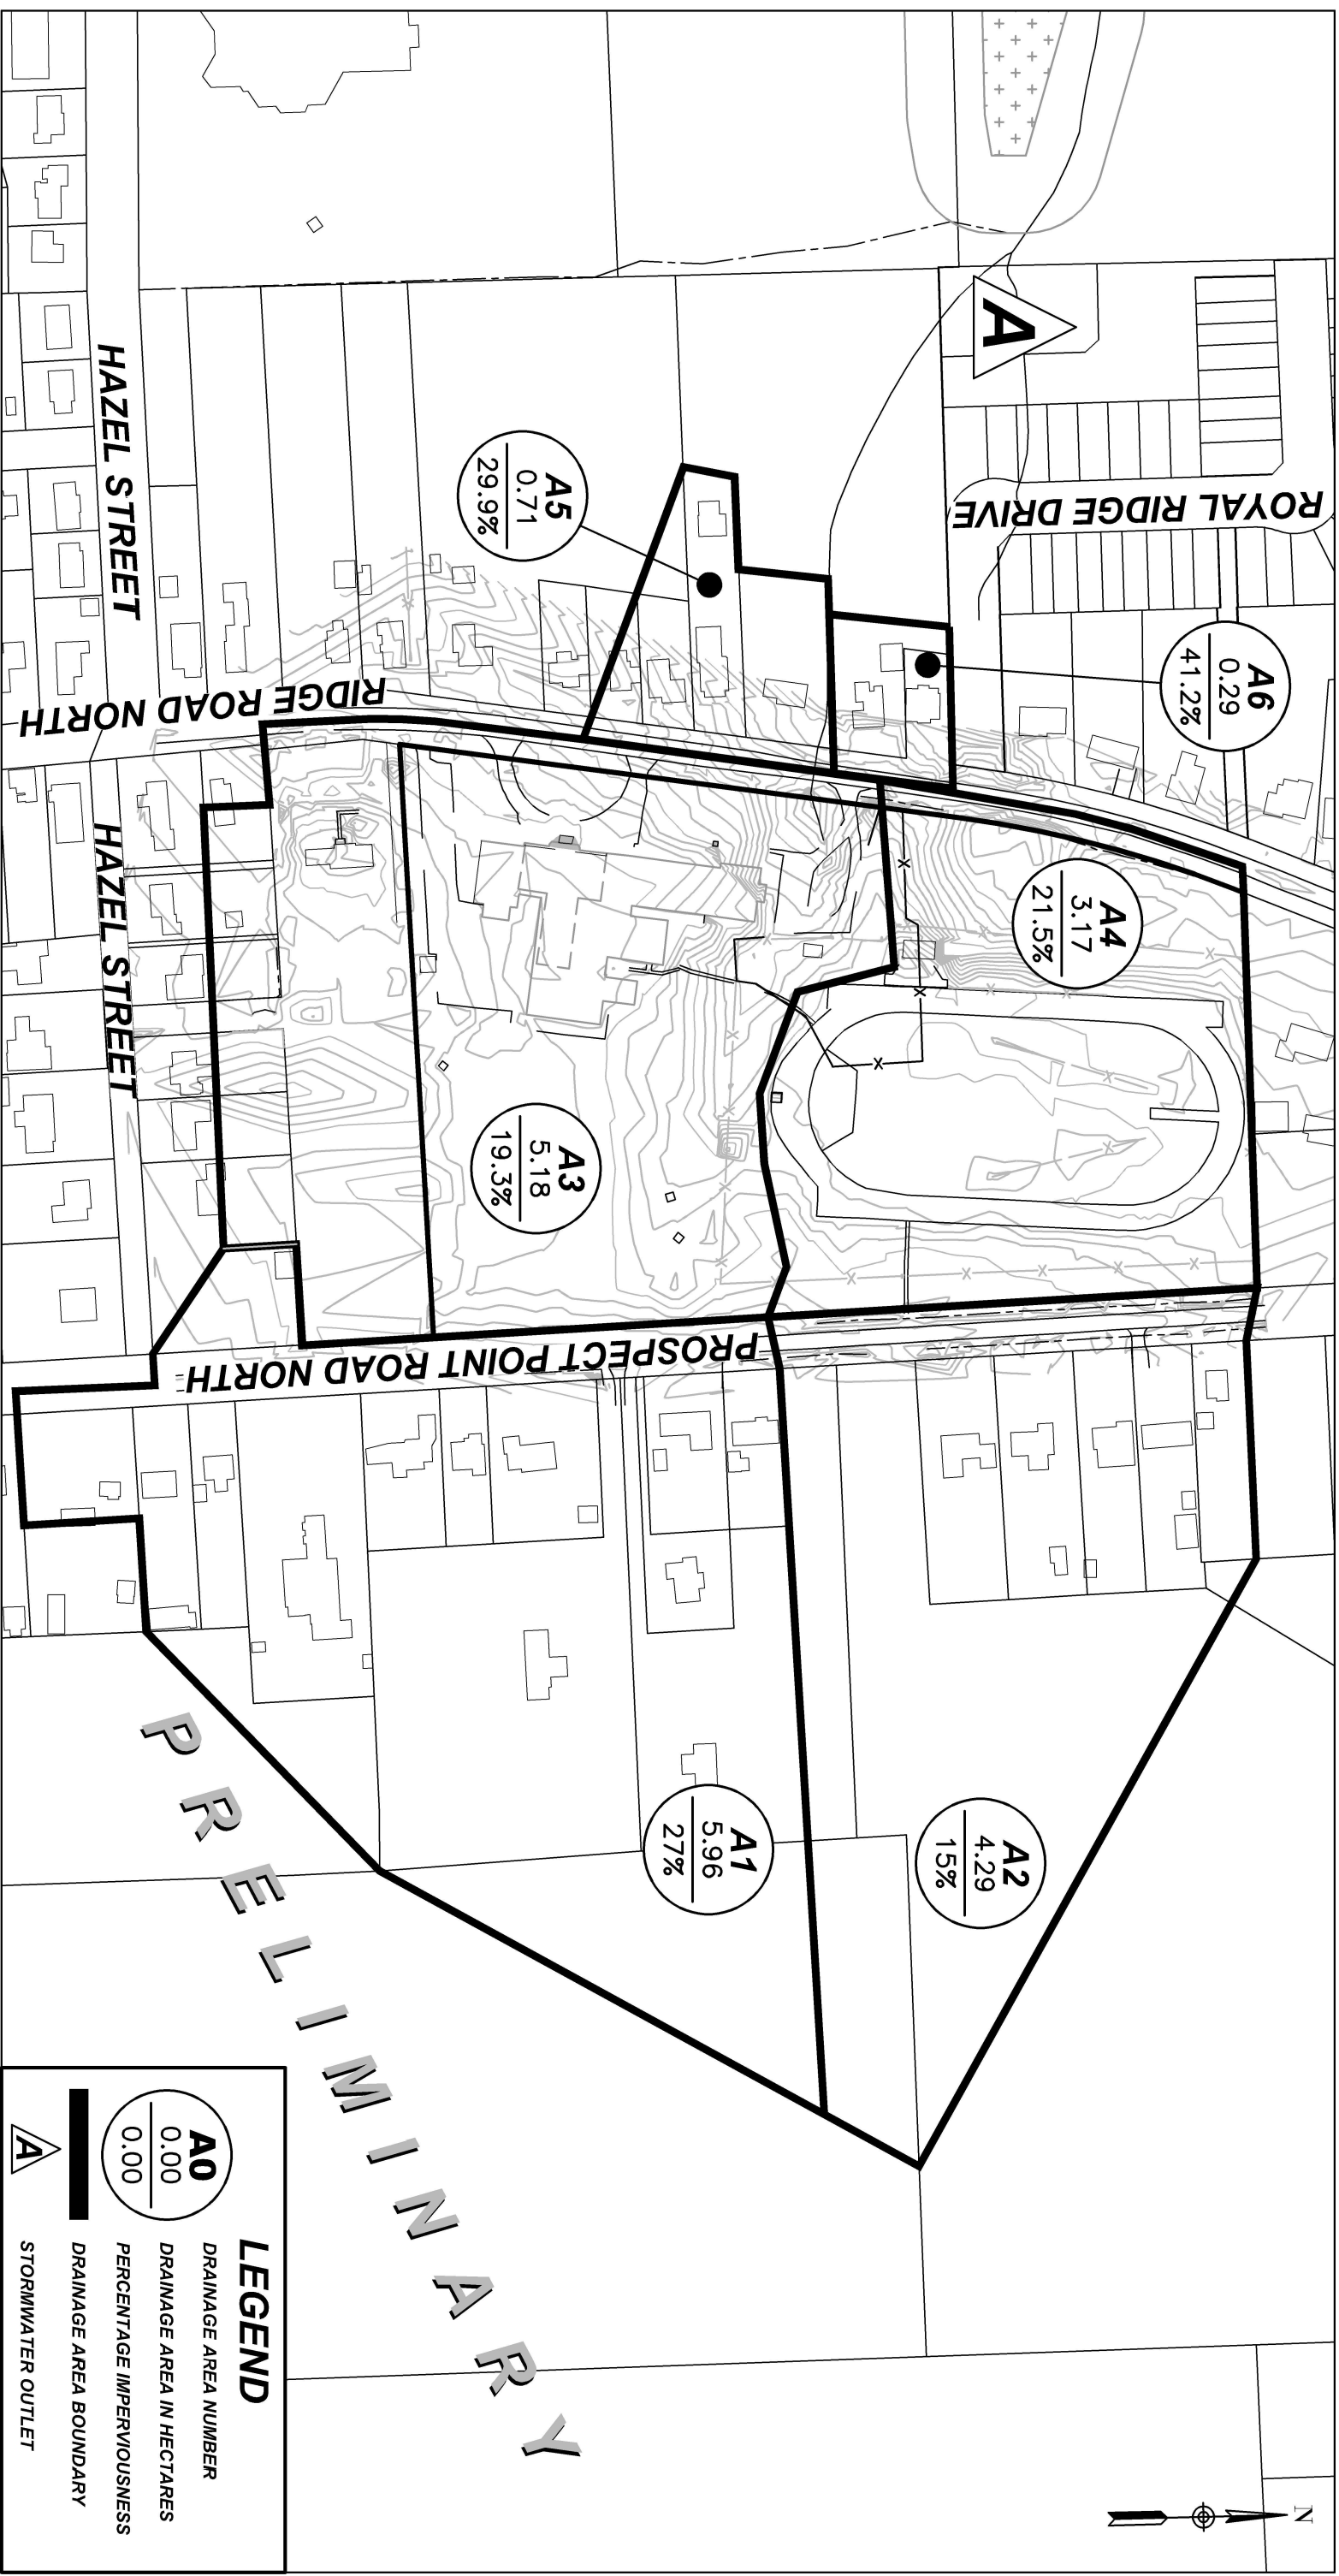 N
ROYAL RIDGE DRIVE
A
A6
0.29
41.2%
A5
0.71
29.9%
A4
3.17
21.5%
A3
5.18
19.3%
A2
4.29
15%
A1
5.96
27%
HAZEL STREET
RIDGE ROAD NORTH
HAZEL STREET
PROSPECT POINT ROAD NORTH
PRELIMINARY
LEGEND
A0
0.00
0.00
DRAINAGE AREA NUMBER
DRAINAGE AREA IN HECTARES
PERCENTAGE IMPERVIOUSNESS
DRAINAGE AREA BOUNDARY
A
STORMWATER OUTLET